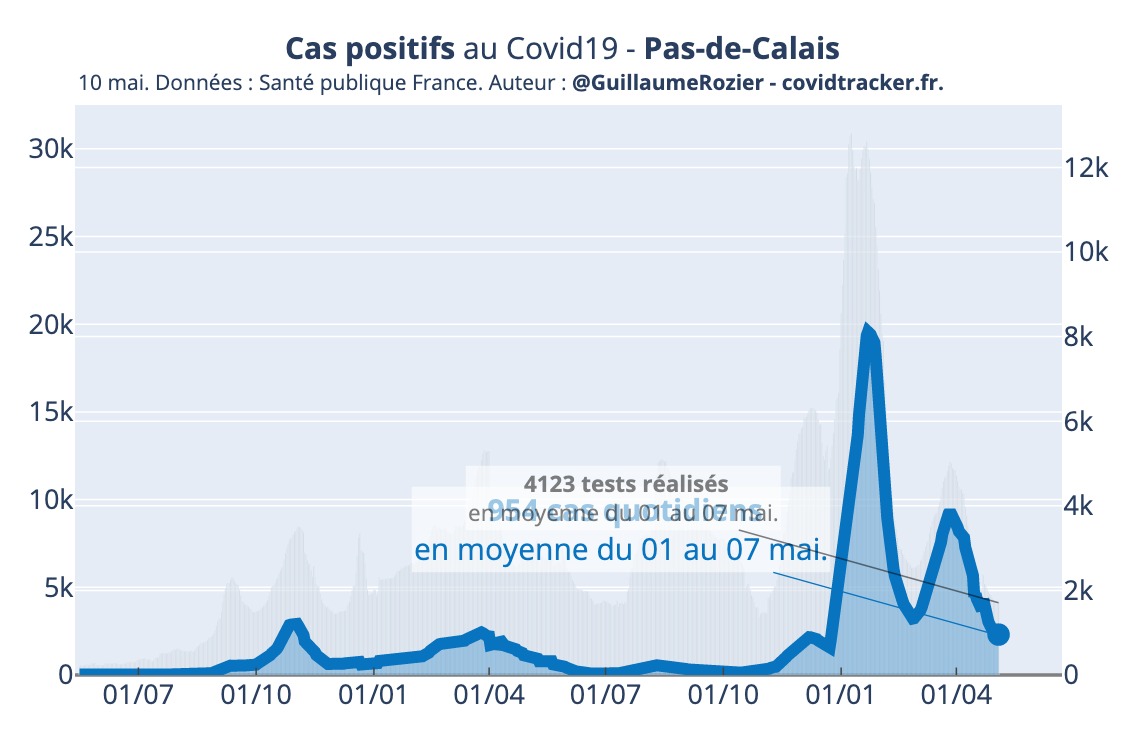 Cas positifs au Covid19 - Pas-de-Calais
10 mai. Données : Santé publique France. Auteur : @GuillaumeRozier - covidtracker.fr.
30k
25k
20k
15k
10k
5k
0
12k
10k
8k
6k
4k
2k
0
4123 tests réalisés
en moyenne du 01 au 07 mai.
954 cas quotidiens
en moyenne du 01 au 07 mai.
01/07 01/10 01/01 01/04 01/07 01/10 01/01 01/04